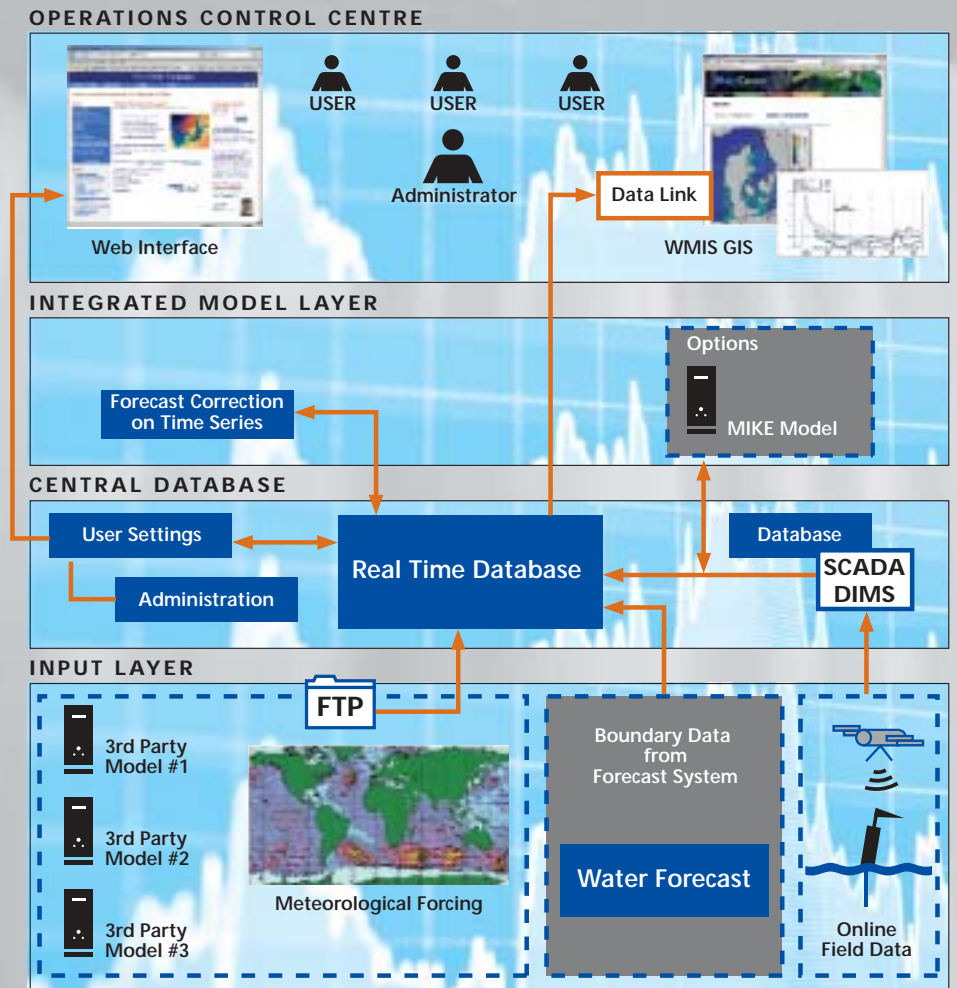 OPERATIONS CONTROL CENTRE
USER
USER
USER
Administrator
Data Link
Web Interface
WMIS GIS
INTEGRATED MODEL LAYER
Options
MIKE Model
Forecast Correction
on Time Series
CENTRAL DATABASE
User Settings
Administration
Real Time Database
Database
SCADA
DIMS
INPUT LAYER
FTP
3rd Party
Model #1
3rd Party
Model #2
3rd Party
Model #3
Meteorological Forcing
Boundary Data
from
Forecast System
Water Forecast
Online
Field Data